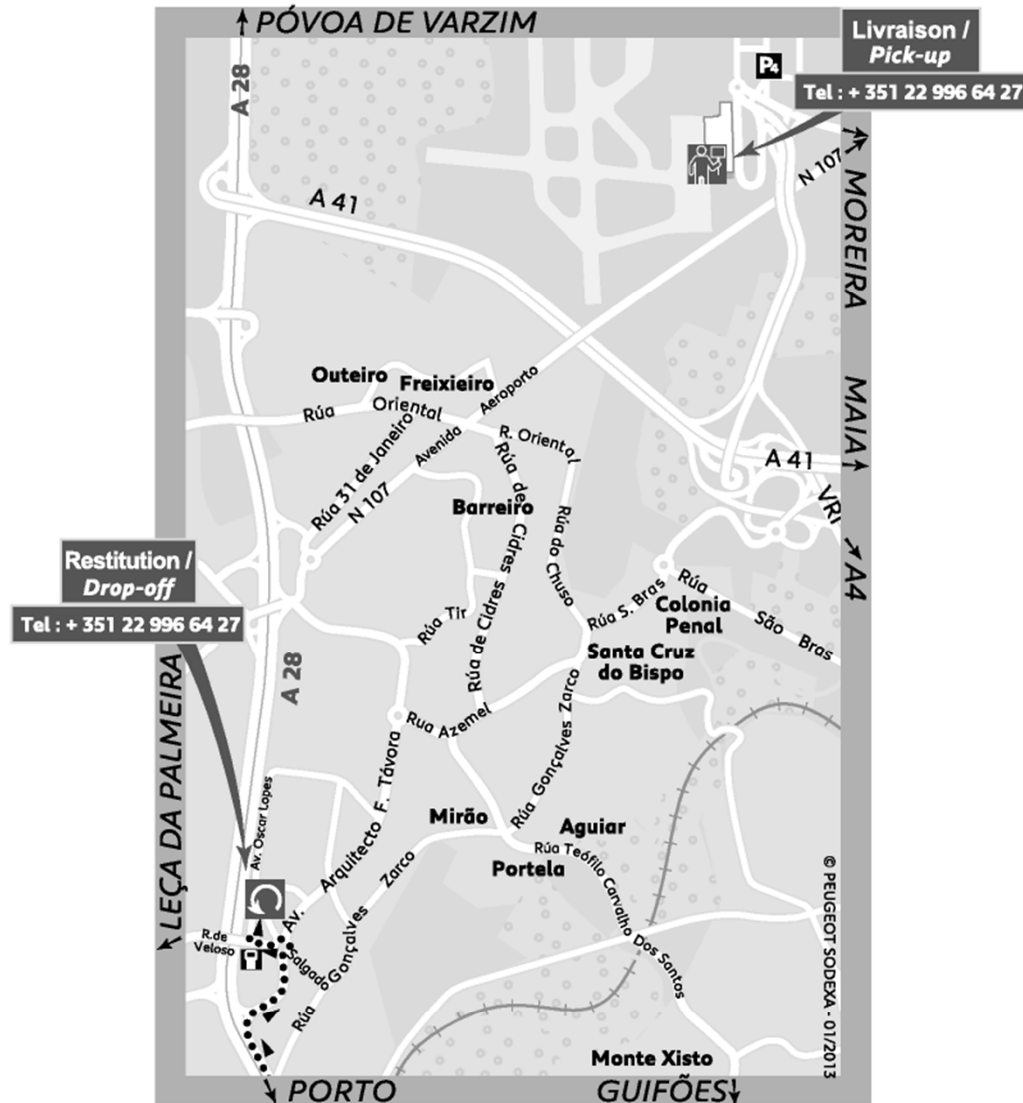 PÓVOA DE VARZIM
Livraison /
Pick-up
Tel : + 351 22 996 64 27
P4
A 28
N 107
MOREIRA
A 41
MAIA
Outeiro
Freixieiro
Aeroporto
Avenida
Rúa Oriental
R. Oriental
Rúa 31 de Janeiro
N 107
A 41
VRI
A4
Barreiro
Rúa de Cidres
Rúa de Cidres
Rúa do Chuso
Restitution /
Drop-off
Tel : + 351 22 996 64 27
Rúa Tir
Rúa S. Bras
Rúa São Bras
Colonia
Penal
Santa Cruz
do Bispo
A 28
LEÇA DA PALMEIRA
Rua Azemel
Rúa Gonçalves Zarco
Av. Oscar Lopes
Av. Arquitecto F. Távora
Mirão
Aguiar
Portela
Rúa Teófilo Carvalho Dos Santos
Rúa Gonçalves Zarco
R.de
Veloso
Salgado
Monte Xisto
© PEUGEOT SODEXA - 01/2013
PORTO
GUIFÕES